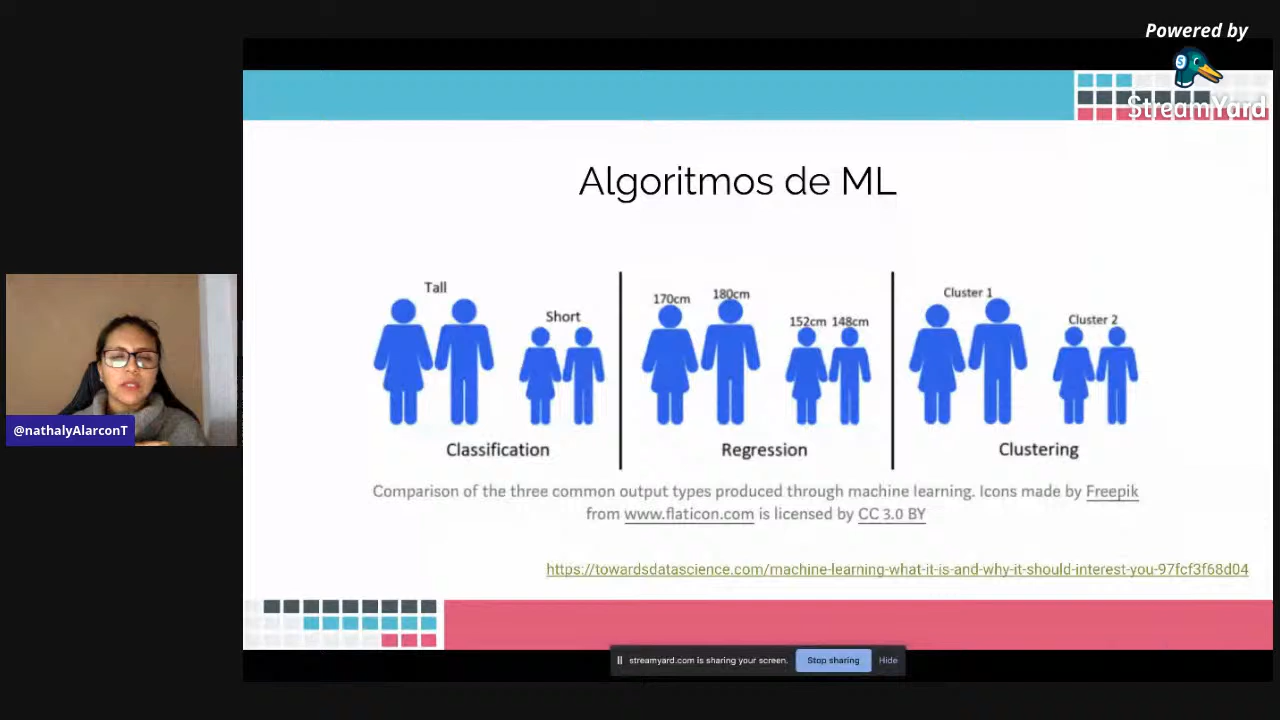 Powered by
StreamYard
Algoritmos de ML
Tall
Short
170cm
180cm
152cm
148cm
Cluster 1
Cluster 2
Classification
Regression
Clustering
Comparison of the three common output types produced through machine learning. Icons made by Freepik
from www.flaticon.com is licensed by CC 3.0 BY
https://towardsdatascience.com/machine-learning-what-it-is-and-why-it-should-interest-you-97fcf3f68d04
@nathalyAlarconT
streamyard.com is sharing your screen.
Stop sharing
Hide